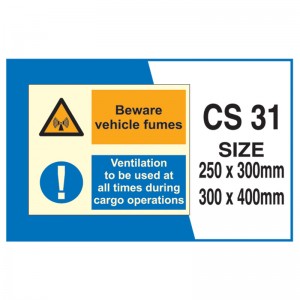 Beware
vehicle fumes
Ventilation
to be used at
all times during
cargo operations
!
CS 31
SIZE
250 x 300mm
300 x 400mm